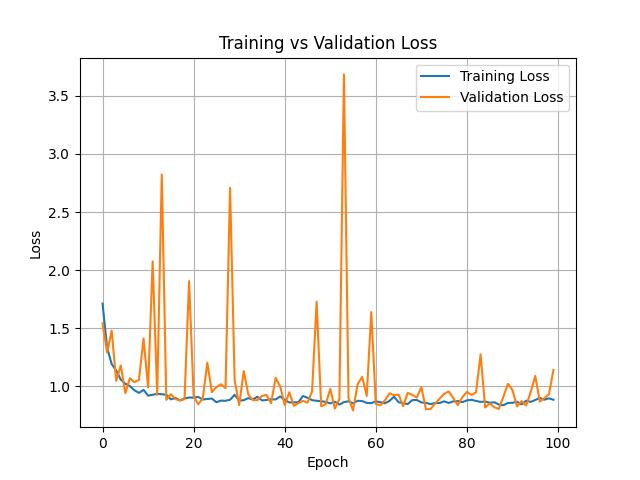 Training vs Validation Loss
Training Loss
Validation Loss
3.5
3.0
2.5
2.0
1.5
1.0
Loss
0 20 40 60 80 100
Epoch